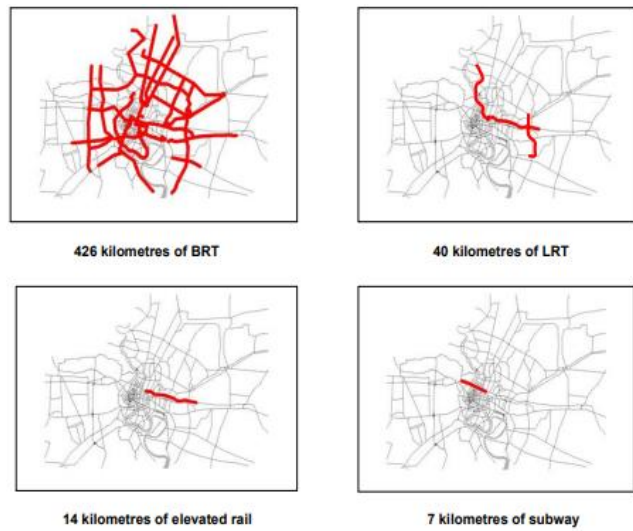 426 kilometres of BRT
40 kilometres of LRT
14 kilometres of elevated rail
7 kilometres of subway